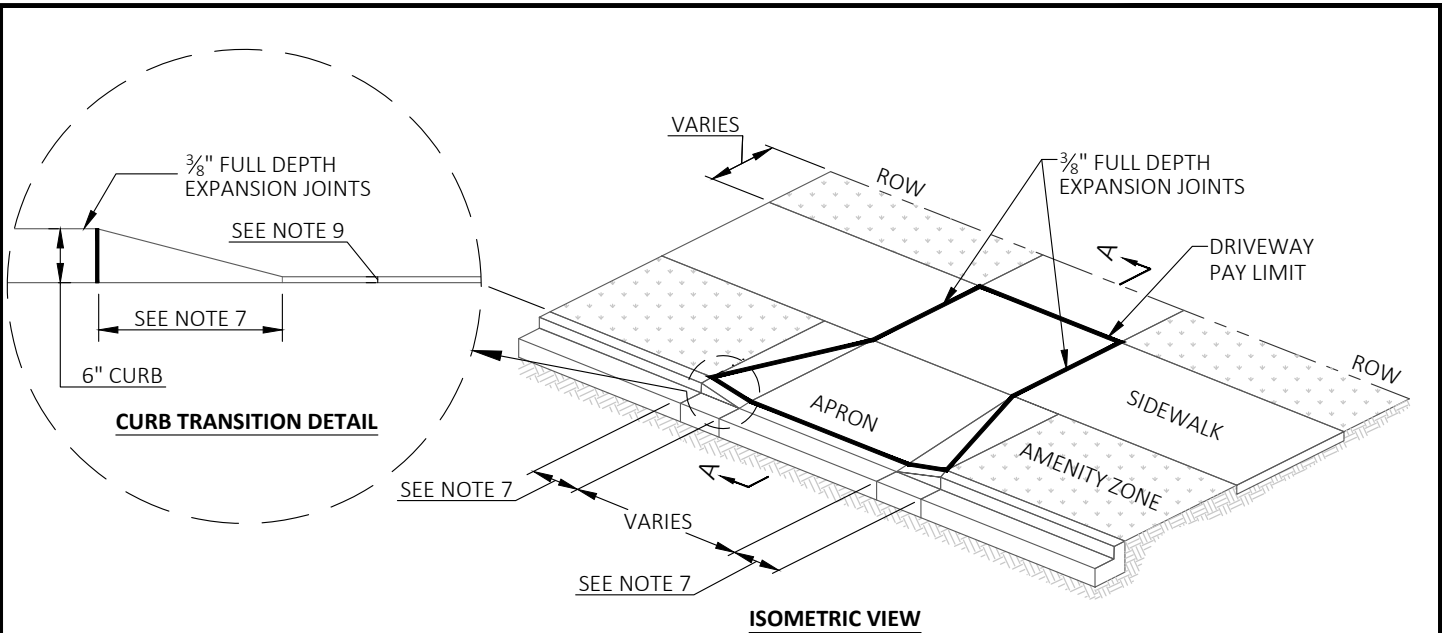 ⅜" FULL DEPTH
EXPANSION JOINTS
SEE NOTE 9
SEE NOTE 7
6" CURB
CURB TRANSITION DETAIL
VARIES
ROW
⅜" FULL DEPTH
EXPANSION JOINTS
A
DRIVEWAY
PAY LIMIT
ROW
SIDEWALK
APRON
AMENITY ZONE
A
SEE NOTE 7
VARIES
SEE NOTE 7
ISOMETRIC VIEW